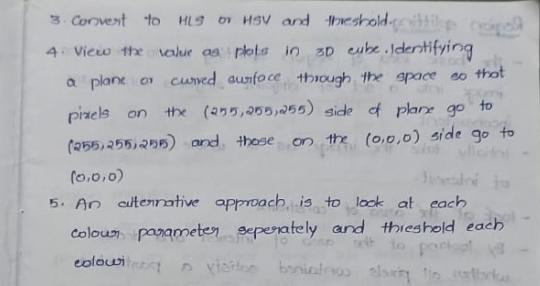 3. Convert to HLS or HSV and threshold.
4. View the value as plots in 3D cube. Identifying
a plane or curved surface through the space so that
pixels on the (255,255,255) side of plane go to
(255,255,255) and those on the (0,0,0) side go to
(0,0,0)
5. An alternative approach is to look at each
colour parameter seperately and threshold each
colour